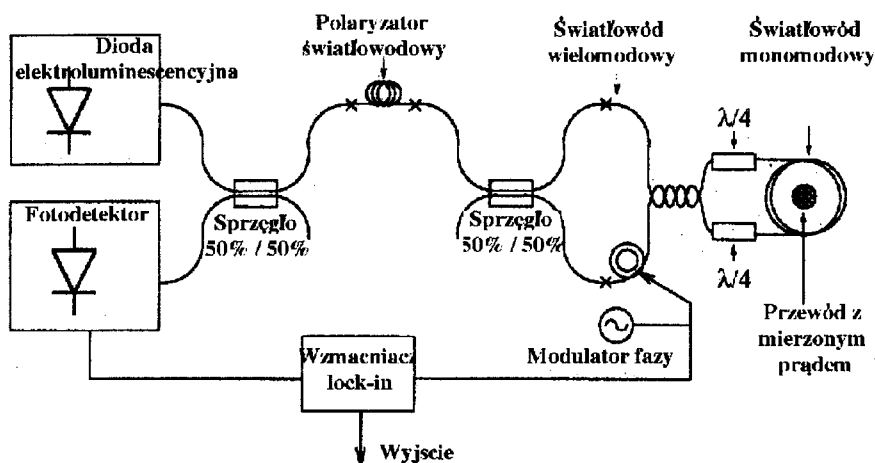 Dioda
elektroluminescencyjna
Polaryzator
światłowodowy
Światłowód
wielomodowy
Światłowód
monomodowy
λ/4
Fotodetektor
Sprzęgło
50% / 50%
Sprzęgło
50% / 50%
λ/4
Modulator fazy
Przewód z
mierzonym
prądem
Wzmacniacz
lock-in
Wyjscie